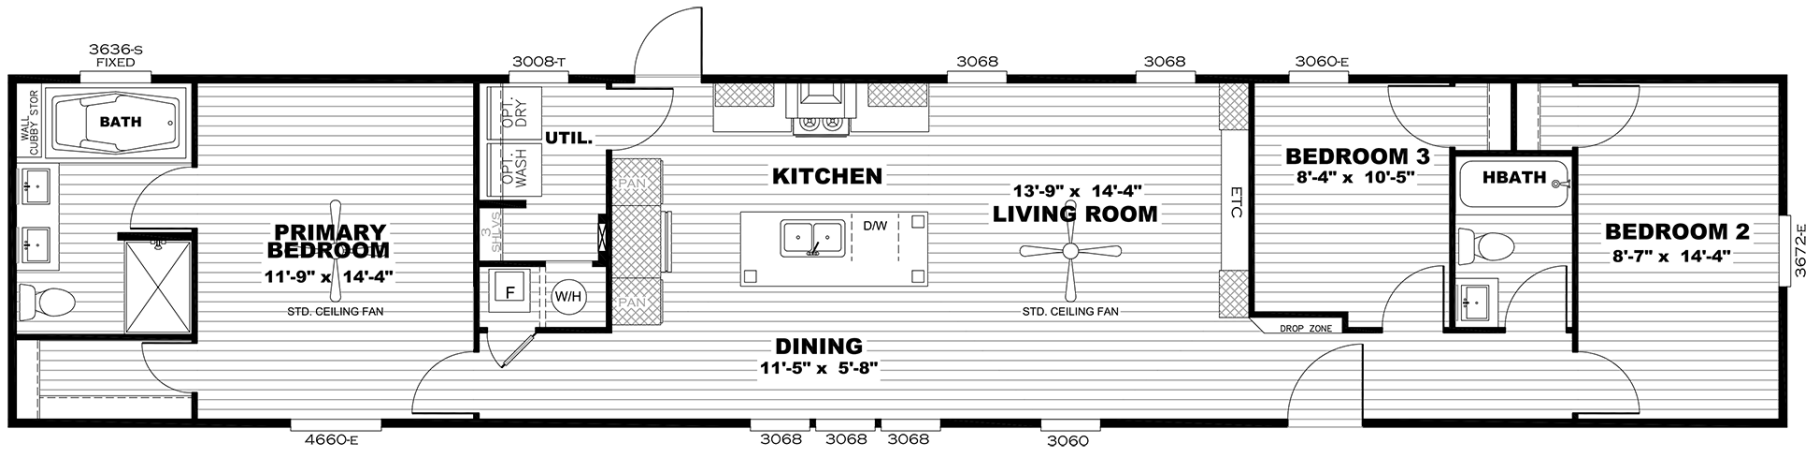 3636-S
FIXED
3008-T
3068
3068
3060-E
WALL
CUBBY STOR
BATH
OPT.
DRY
UTIL.
OPT.
WASH
3
SHLVS
PAN
PAN
F
W/H
KITCHEN
D/W
13'-9" x 14'-4"
LIVING ROOM
STD. CEILING FAN
ETC
BEDROOM 3
8'-4" x 10'-5"
HBATH
BEDROOM 2
8'-7" x 14'-4"
3672-E
PRIMARY
BEDROOM
11'-9" x 14'-4"
STD. CEILING FAN
DROP ZONE
DINING
11'-5" x 5'-8"
4660-E
3068
3068
3068
3060